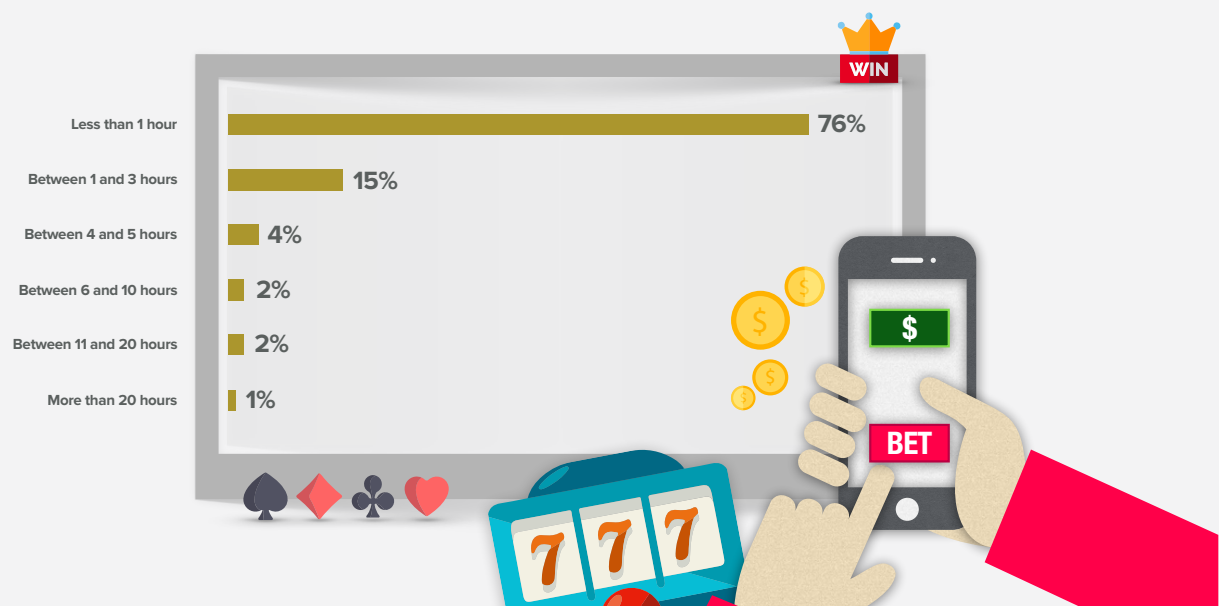 WIN
Less than 1 hour 76%
Between 1 and 3 hours 15%
Between 4 and 5 hours 4%
Between 6 and 10 hours 2%
Between 11 and 20 hours 2%
More than 20 hours 1%
$
$
$
$
$
BET
7 7 7